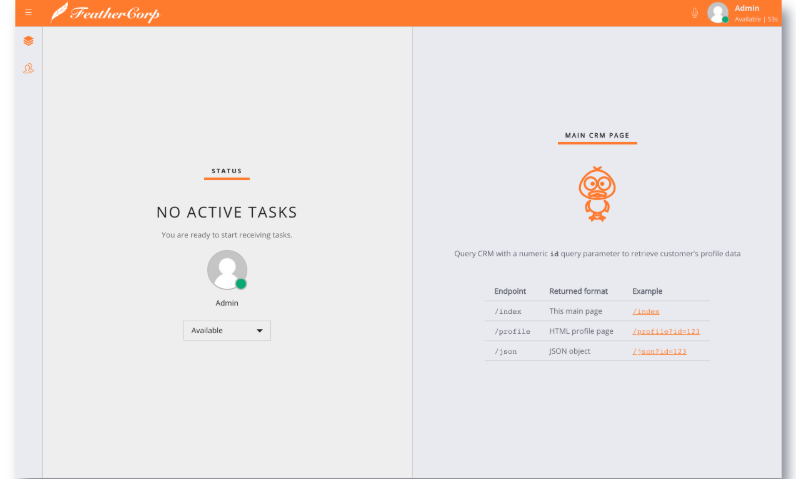 FeatherCorp
Admin
Available | 53s
STATUS
NO ACTIVE TASKS
You are ready to start receiving tasks.
Admin
Available
MAIN CRM PAGE
Query CRM with a numeric id query parameter to retrieve customer's profile data
Endpoint Returned format Example
/index This main page /index
/profile HTML profile page /profile?id=123
/json JSON object /json?id=123